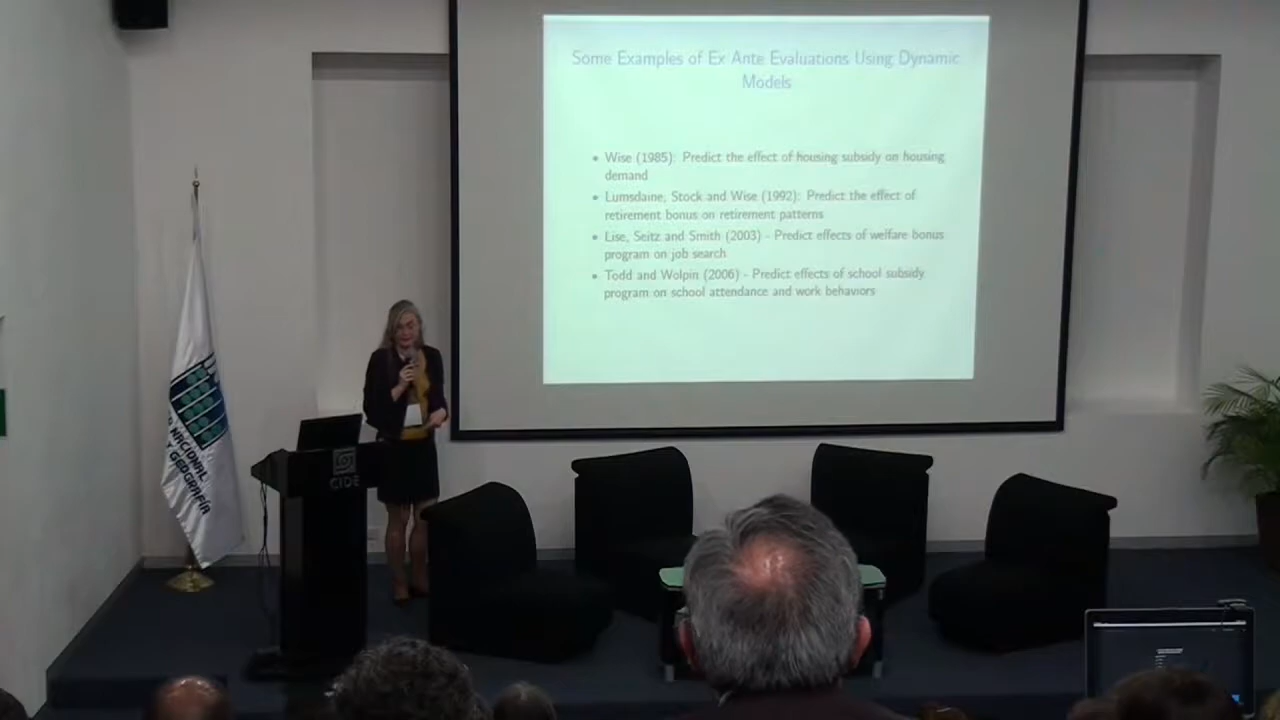 Some Examples of Ex Ante Evaluations Using Dynamic
Models
• Wise (1985): Predict the effect of housing subsidy on housing
demand
• Lumsdaine, Stock and Wise (1992): Predict the effect of
retirement bonus on retirement patterns
• Lise, Seitz and Smith (2003) - Predict effects of welfare bonus
program on job search
• Todd and Wolpin (2006) - Predict effects of school subsidy
program on school attendance and work behaviors
NACIONAL
GEOGRAFÍA
CIDE